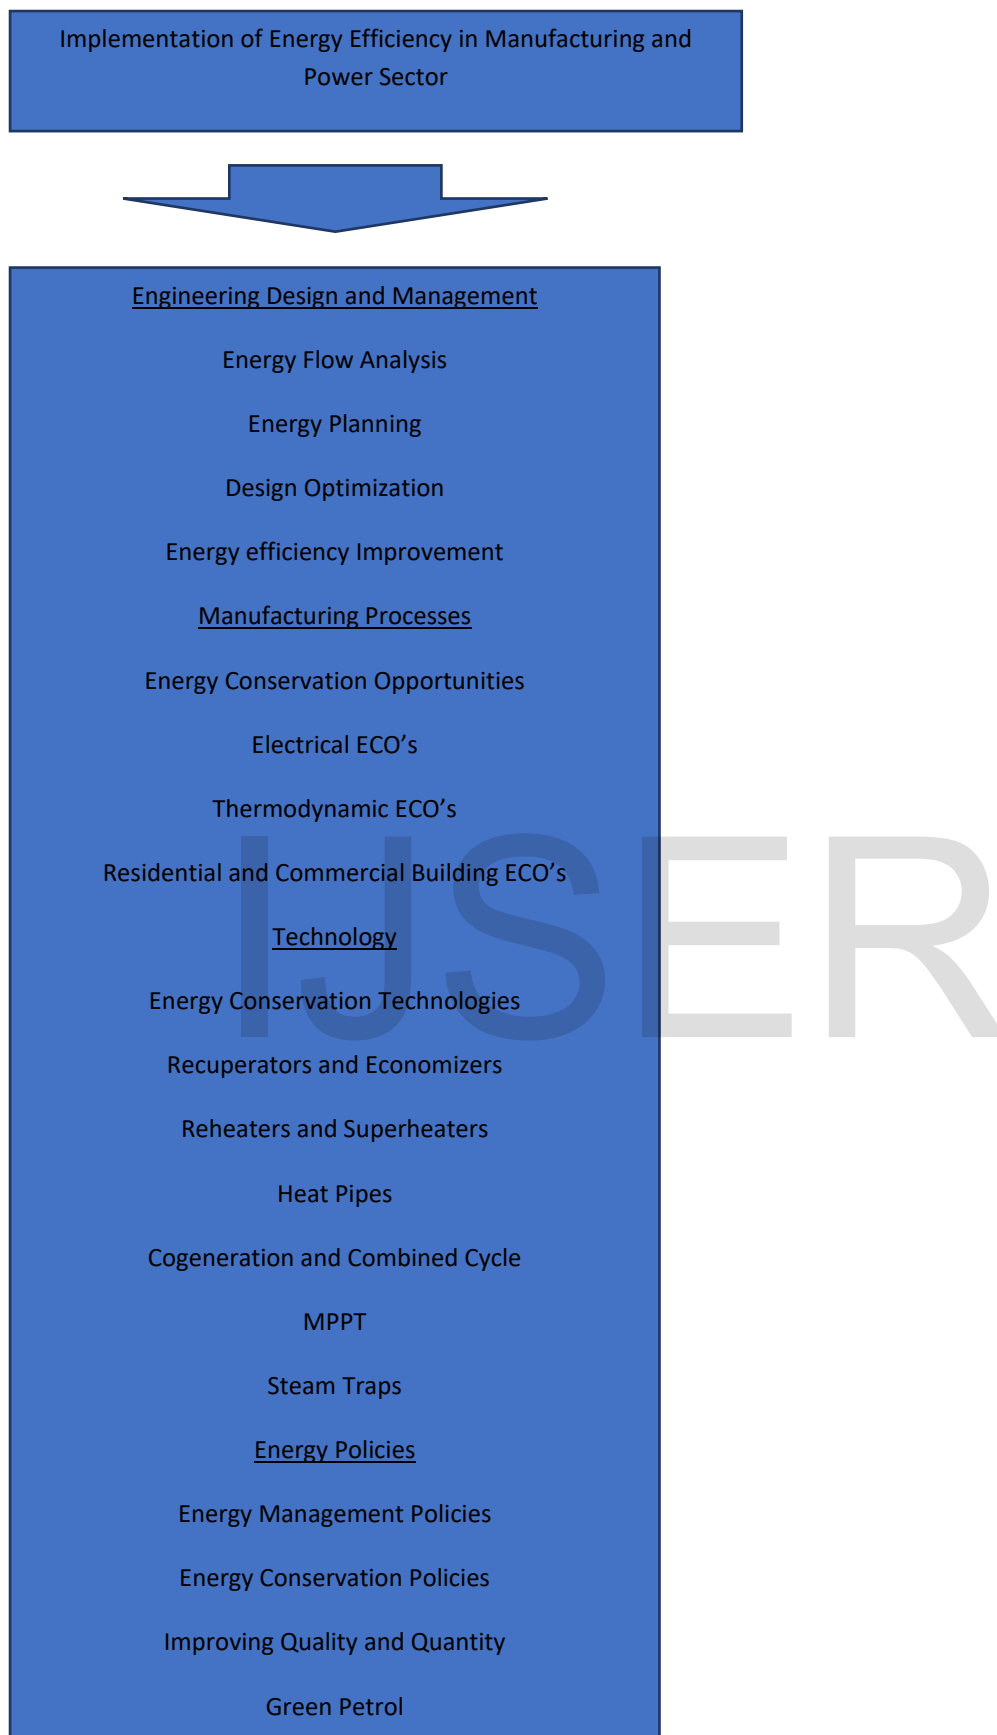 Implementation of Energy Efficiency in Manufacturing and
Power Sector
Engineering Design and Management
Energy Flow Analysis
Energy Planning
Design Optimization
Energy efficiency Improvement
Manufacturing Processes
Energy Conservation Opportunities
Electrical ECO’s
Thermodynamic ECO’s
Residential and Commercial Building ECO’s
Technology
Energy Conservation Technologies
Recuperators and Economizers
Reheaters and Superheaters
Heat Pipes
Cogeneration and Combined Cycle
MPPT
Steam Traps
Energy Policies
Energy Management Policies
Energy Conservation Policies
Improving Quality and Quantity
Green Petrol
IJSER